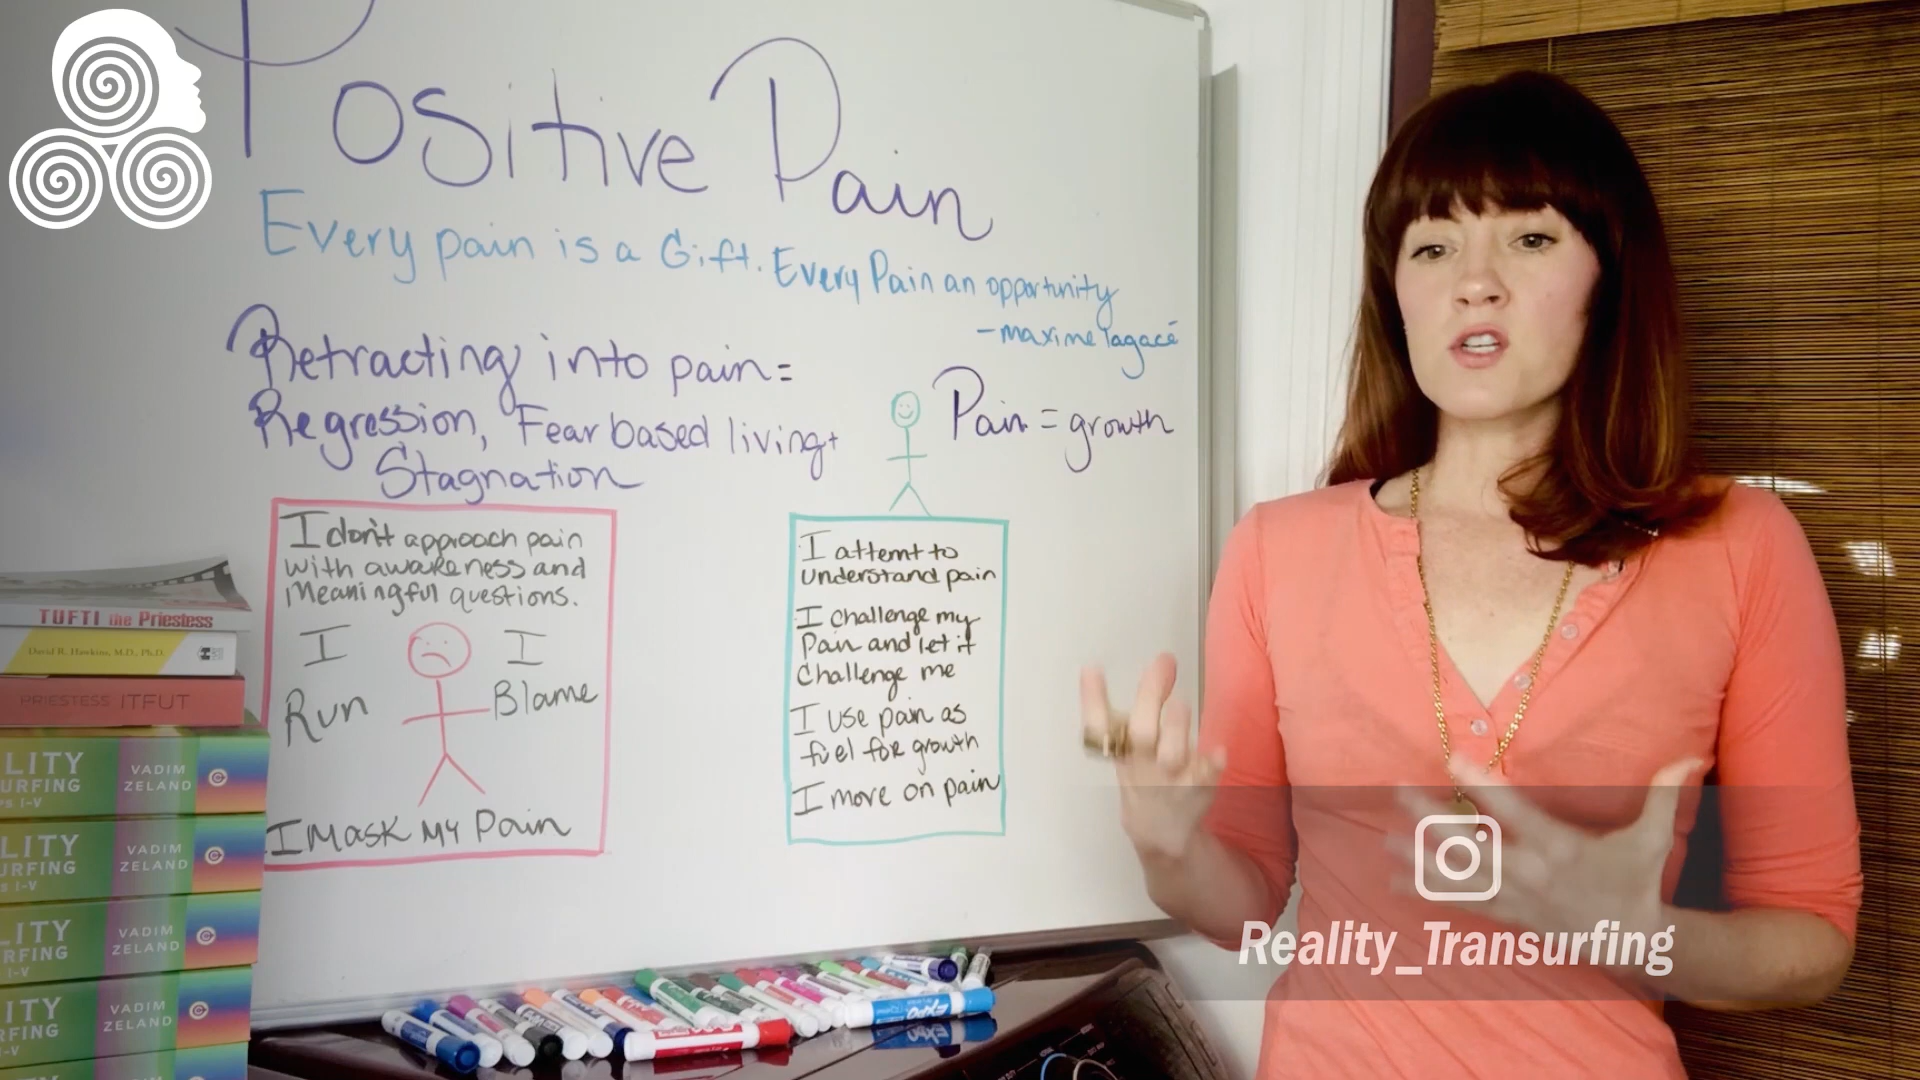 Positive Pain
Every pain is a Gift. Every Pain an opportunity
- maxime lagacé
Retracting into pain =
Regression, Fear based living +
Stagnation
Pain = growth
I don't approach pain
with awareness and
Meaningful questions.
I
Run
I
Blame
I Mask My Pain
I attemt to
understand pain
I challenge my
Pain and let it
Challenge me
I use pain as
fuel for growth
I move on pain
TUFTI the Priestess
David R. Hawkins, M.D., Ph.D.
PRIESTESS ITFUT
LITY
SURFING
PS I-V
VADIM
ZELAND
LITY
URFING
S I-V
VADIM
ZELAND
LITY
URFING
I-V
VADIM
ZELAND
ITY
RFING
I-V
VADIM
ZELAND
EXPO
Reality_Transurfing